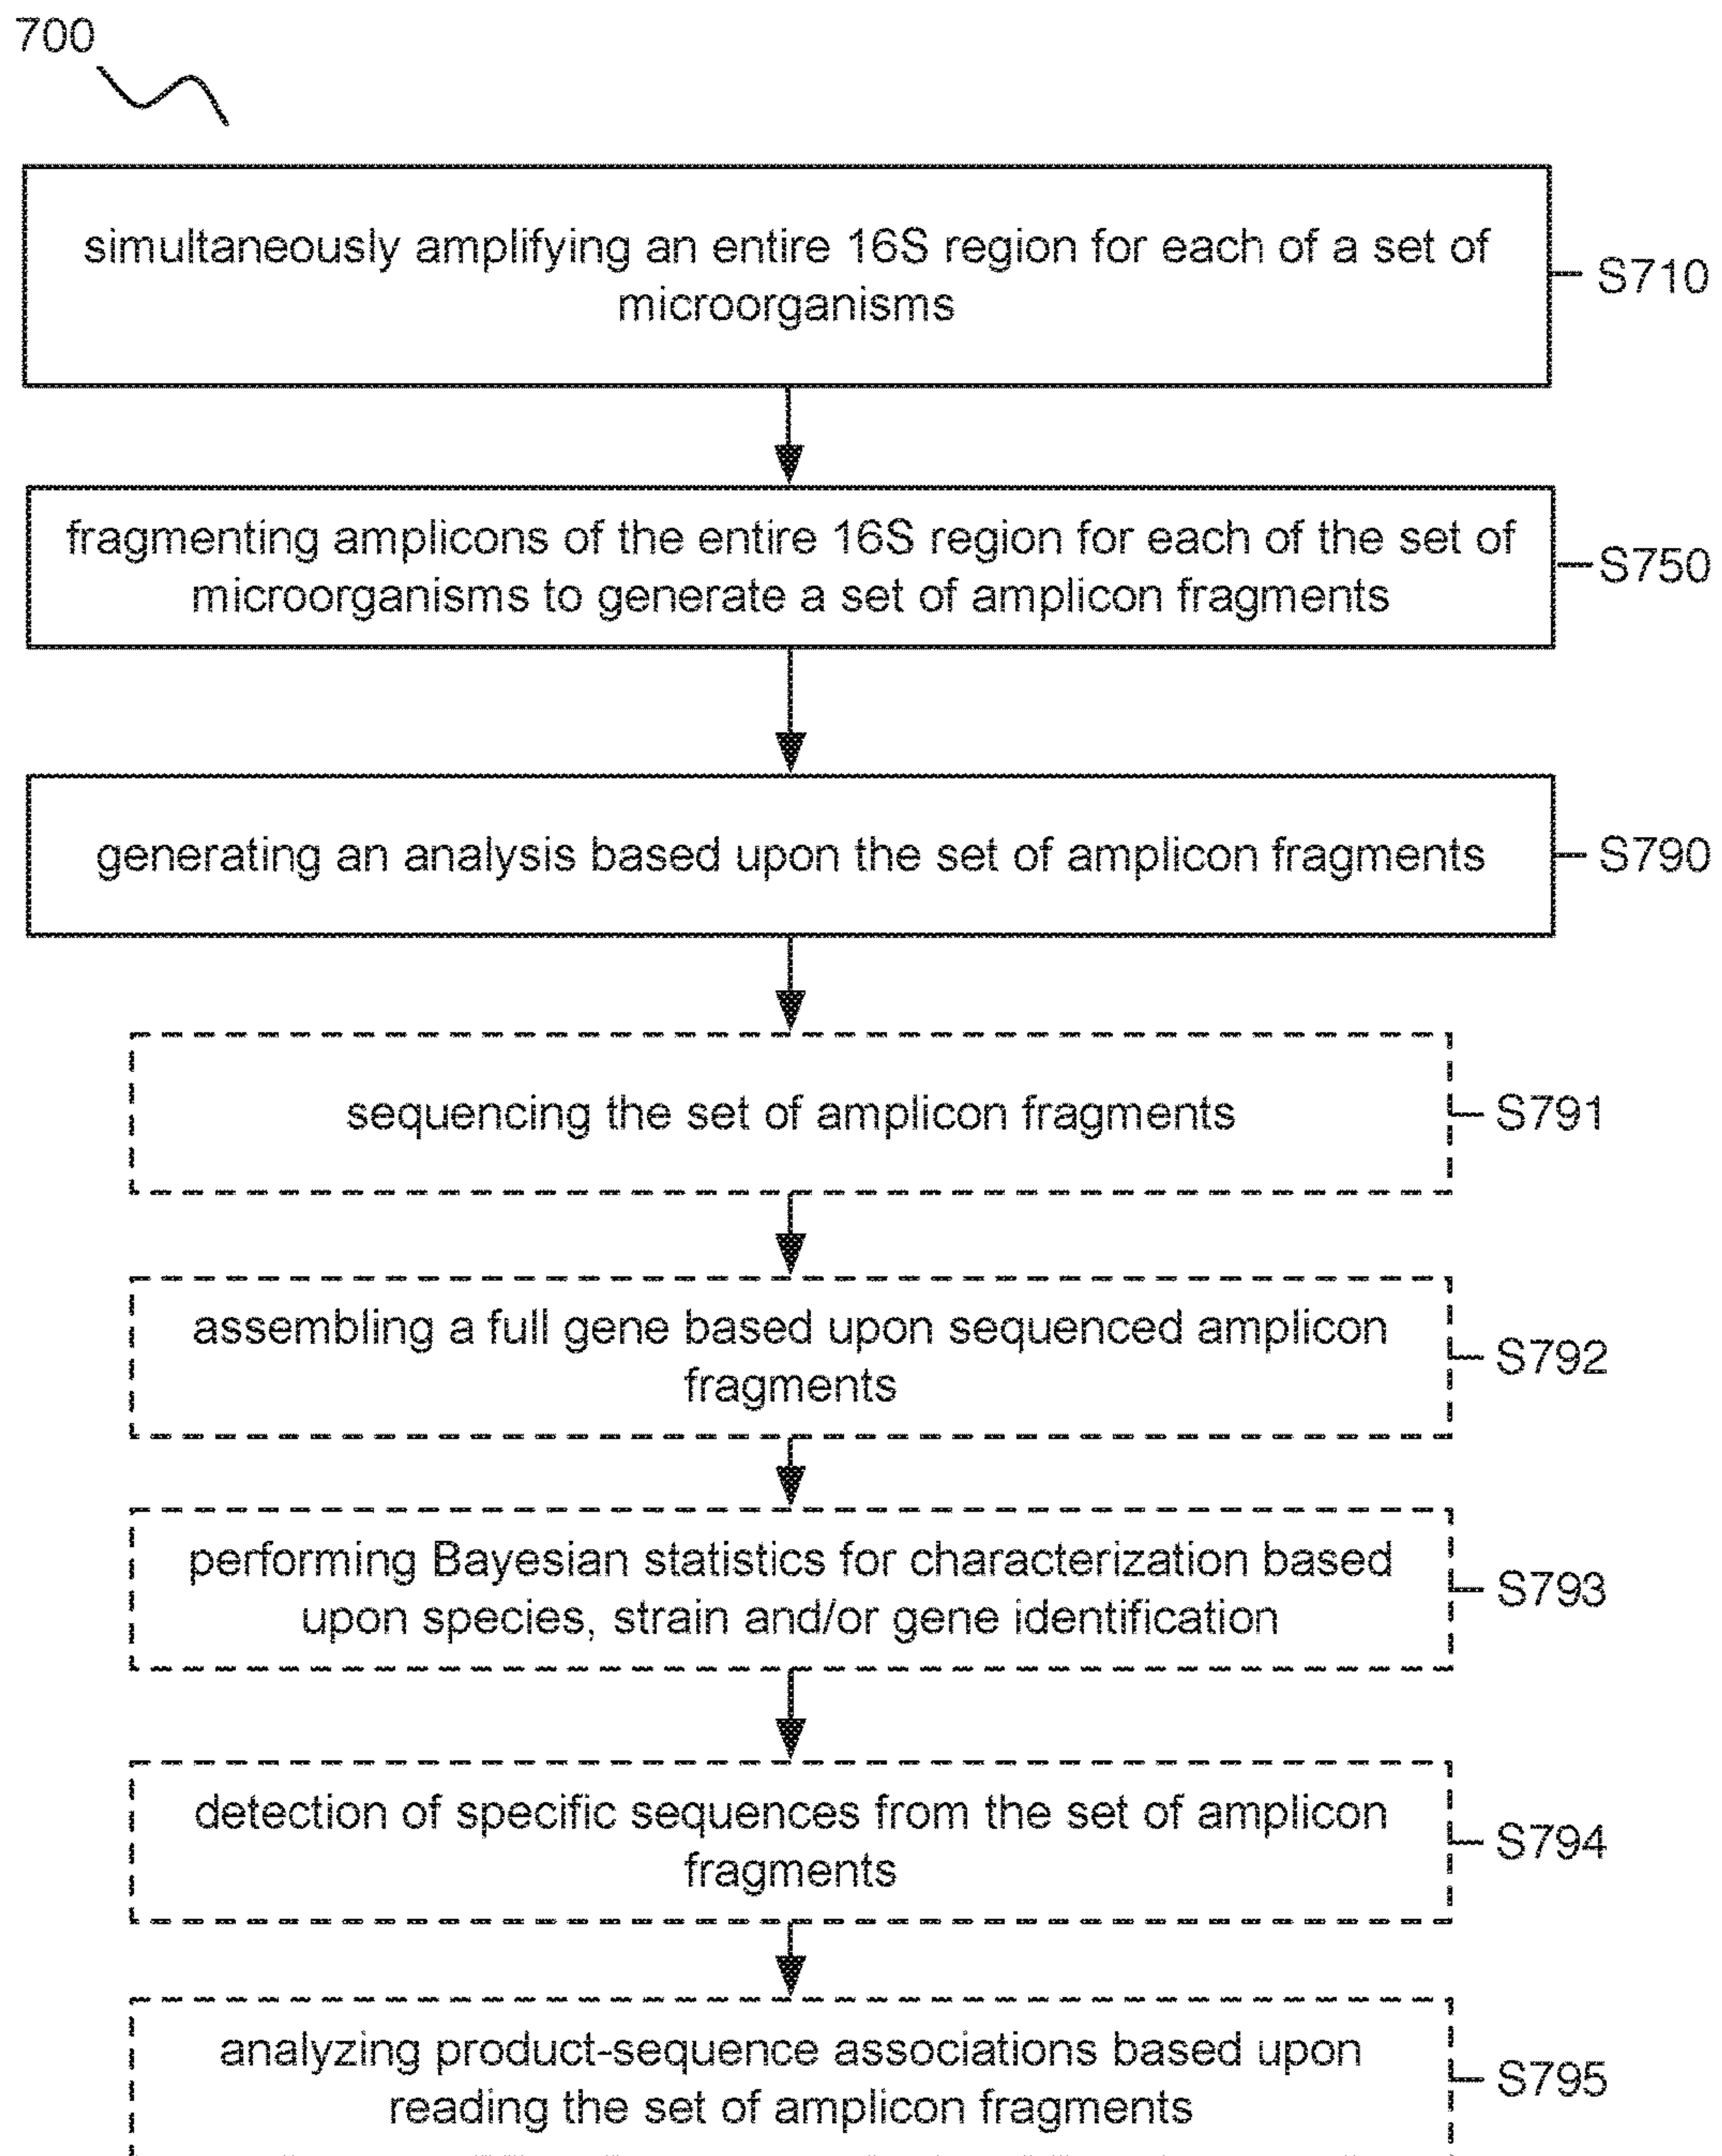 700
simultaneously amplifying an entire 16S region for each of a set of
microorganisms
S710
fragmenting amplicons of the entire 16S region for each of the set of
microorganisms to generate a set of amplicon fragments
S750
generating an analysis based upon the set of amplicon fragments
S790
sequencing the set of amplicon fragments
S791
assembling a full gene based upon sequenced amplicon
fragments
S792
performing Bayesian statistics for characterization based
upon species, strain and/or gene identification
S793
detection of specific sequences from the set of amplicon
fragments
S794
analyzing product-sequence associations based upon
reading the set of amplicon fragments
S795